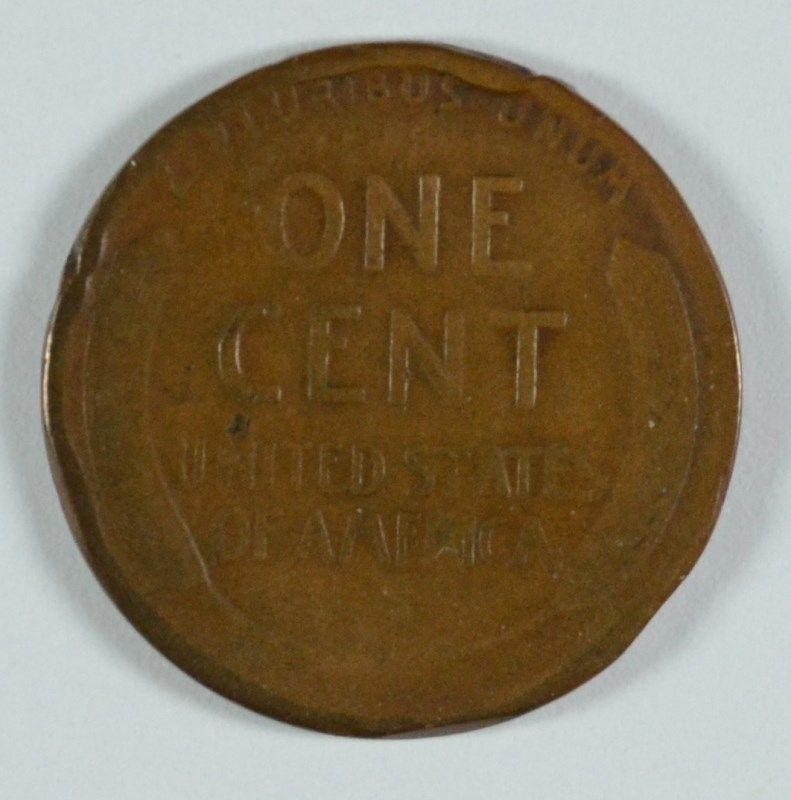 PLURIBUS · UNUM
ONE
CENT
UNITED STATES
OF AMERICA